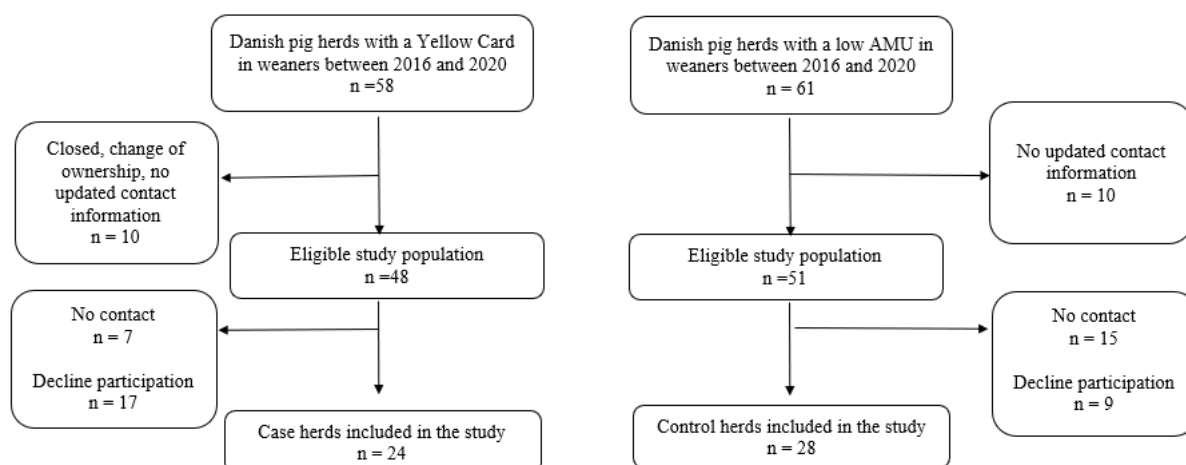 Danish pig herds with a Yellow Card
in weaners between 2016 and 2020
n =58
Closed, change of
ownership, no
updated contact
information
n = 10
Eligible study population
n =48
No contact
n = 7
Decline participation
n = 17
Case herds included in the study
n = 24
Danish pig herds with a low AMU in
weaners between 2016 and 2020
n = 61
No updated contact
information
n = 10
Eligible study population
n =51
No contact
n = 15
Decline participation
n = 9
Control herds included in the study
n = 28